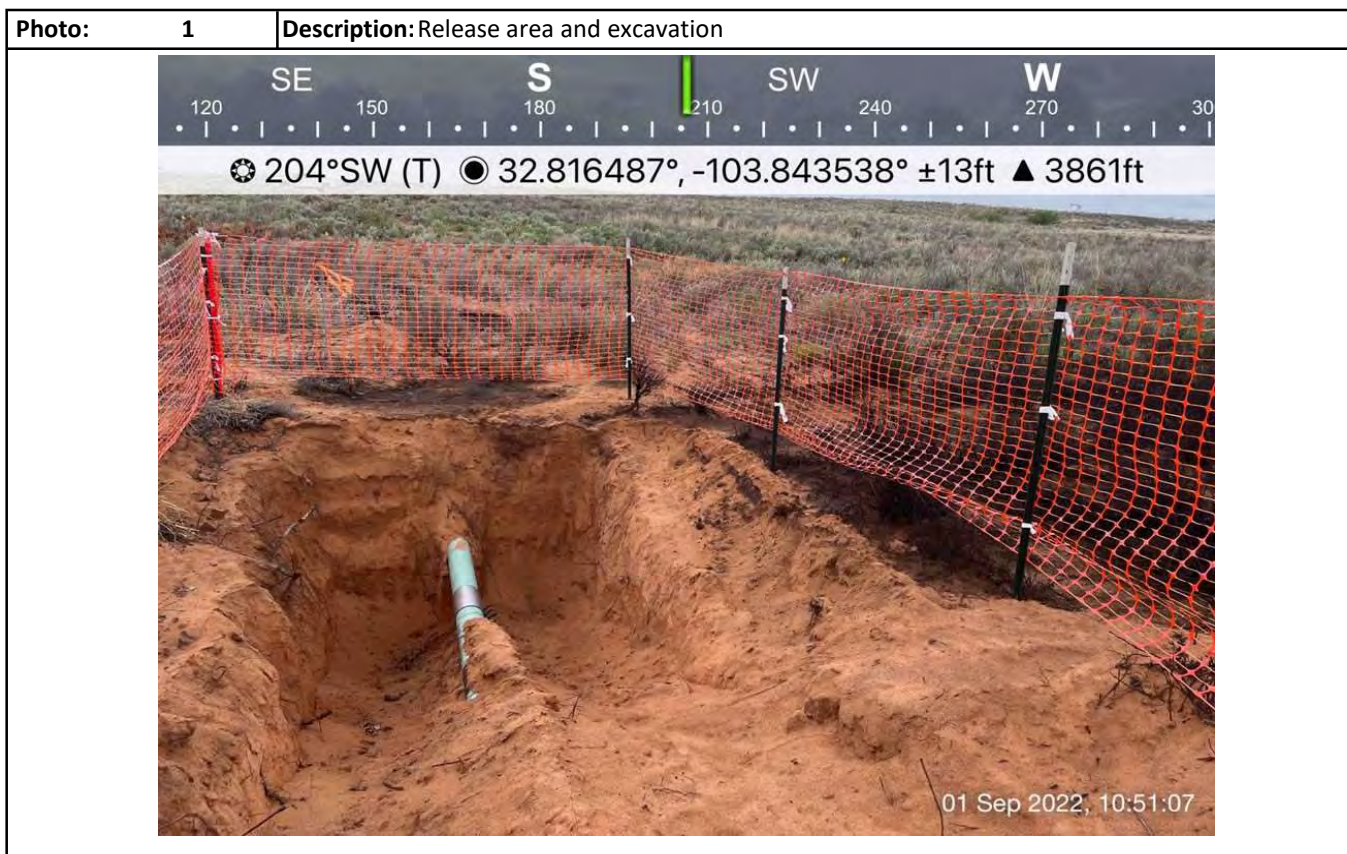 Photo: 1 Description: Release area and excavation
SE S SW W
120 150 180 210 240 270 30
204°SW (T) 32.816487°, -103.843538° ±13ft ▲ 3861ft
01 Sep 2022, 10:51:07